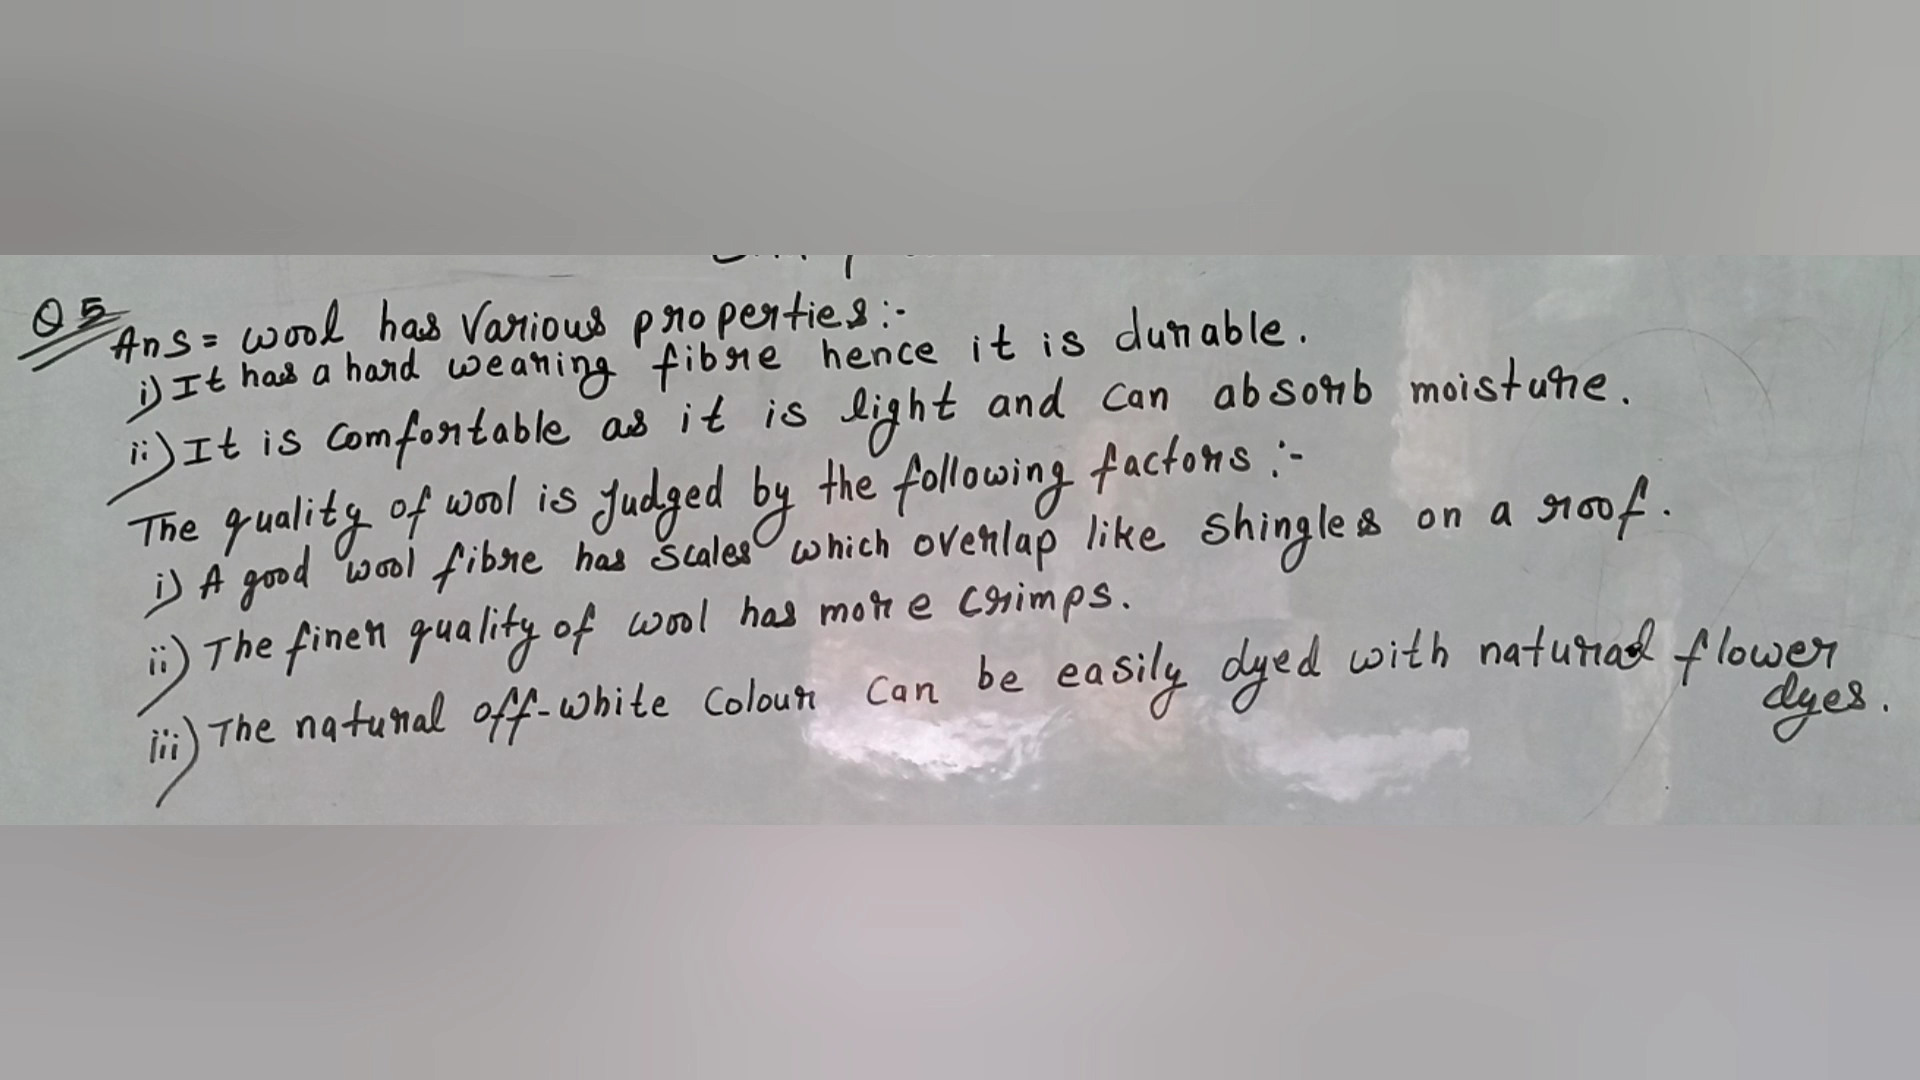 Q5
Ans = wool has various properties:-
i) It has a hard wearing fibre hence it is durable.
ii) It is comfortable as it is light and can absorb moisture.
The quality of wool is judged by the following factors :-
i) A good wool fibre has scales which overlap like shingles on a roof.
ii) The finer quality of wool has more crimps.
iii) The natural off-white colour can be easily dyed with natural flower
dyes.